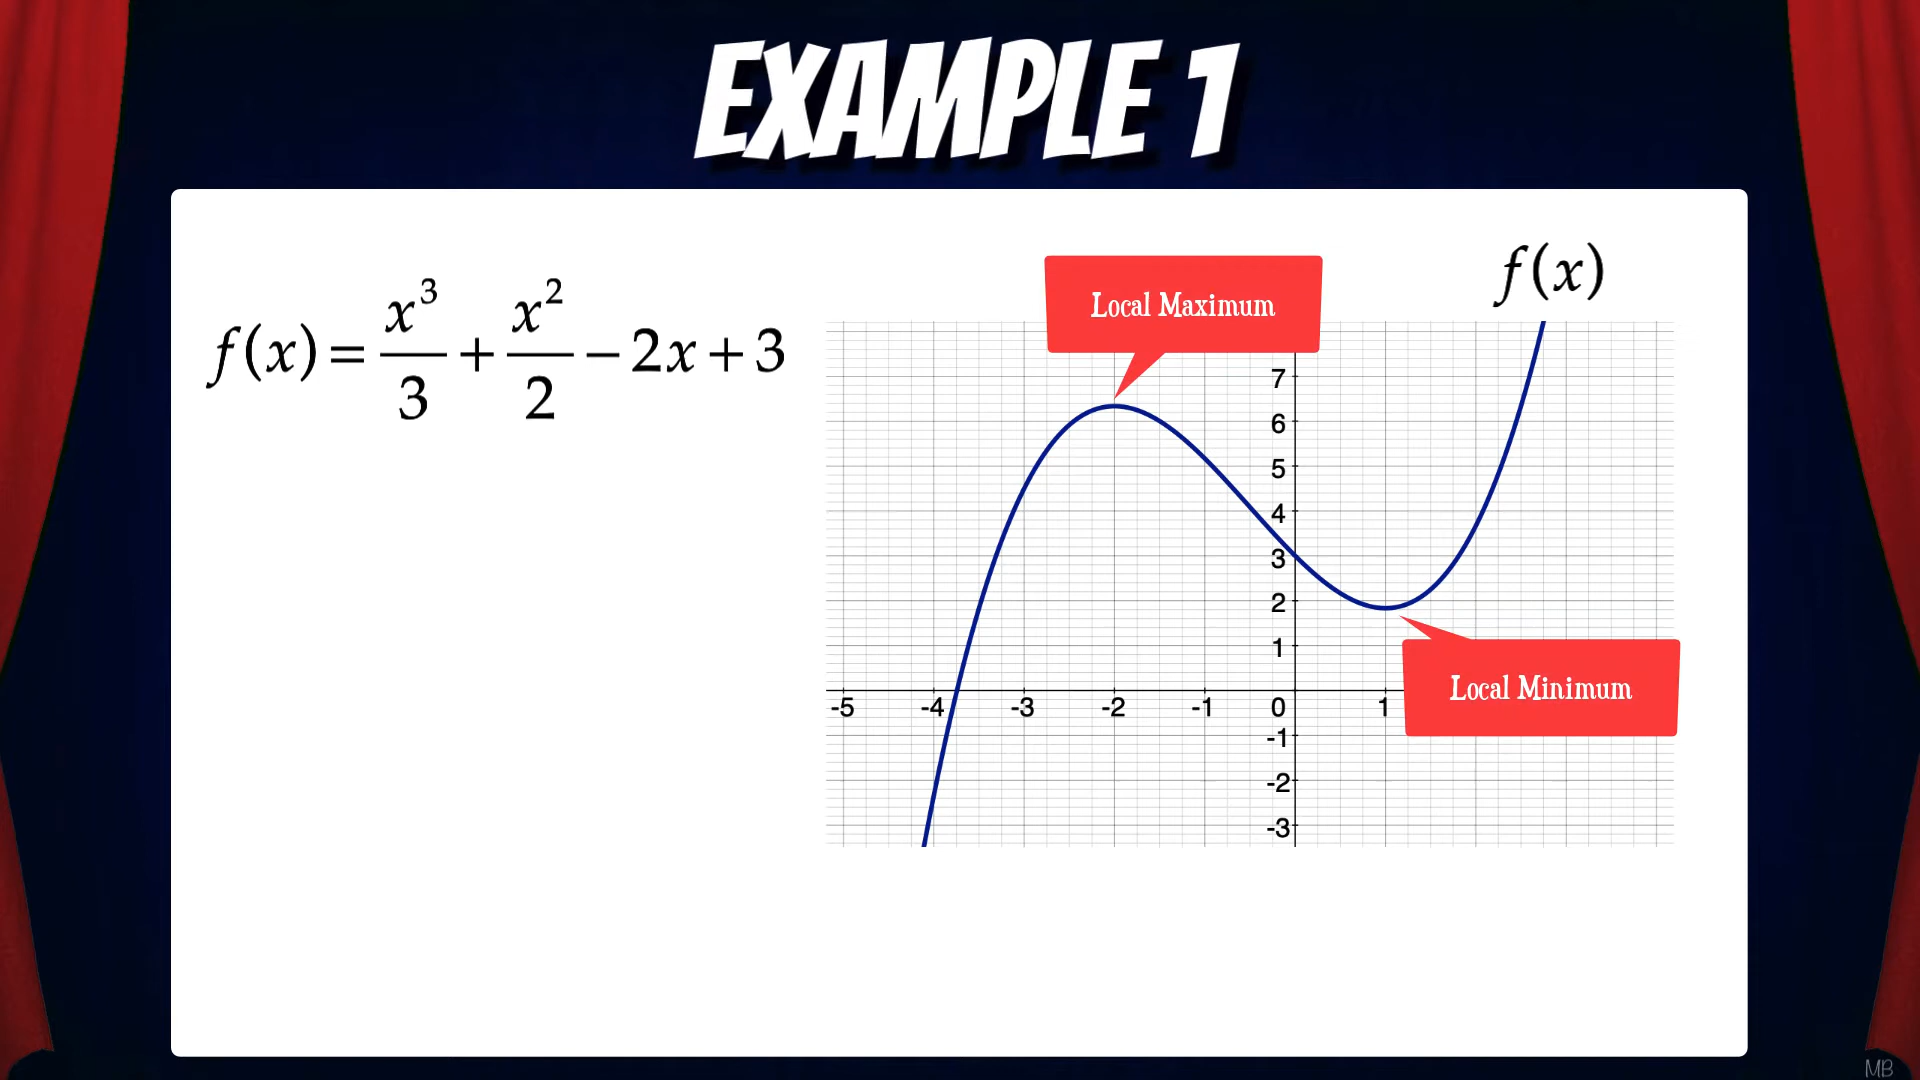 EXAMPLE 1
f(x) = x³/3 + x²/2 − 2x + 3
f(x)
Local Maximum
7
6
5
4
3
2
1
-5 -4 -3 -2 -1 0 1
Local Minimum
-1
-2
-3
MB